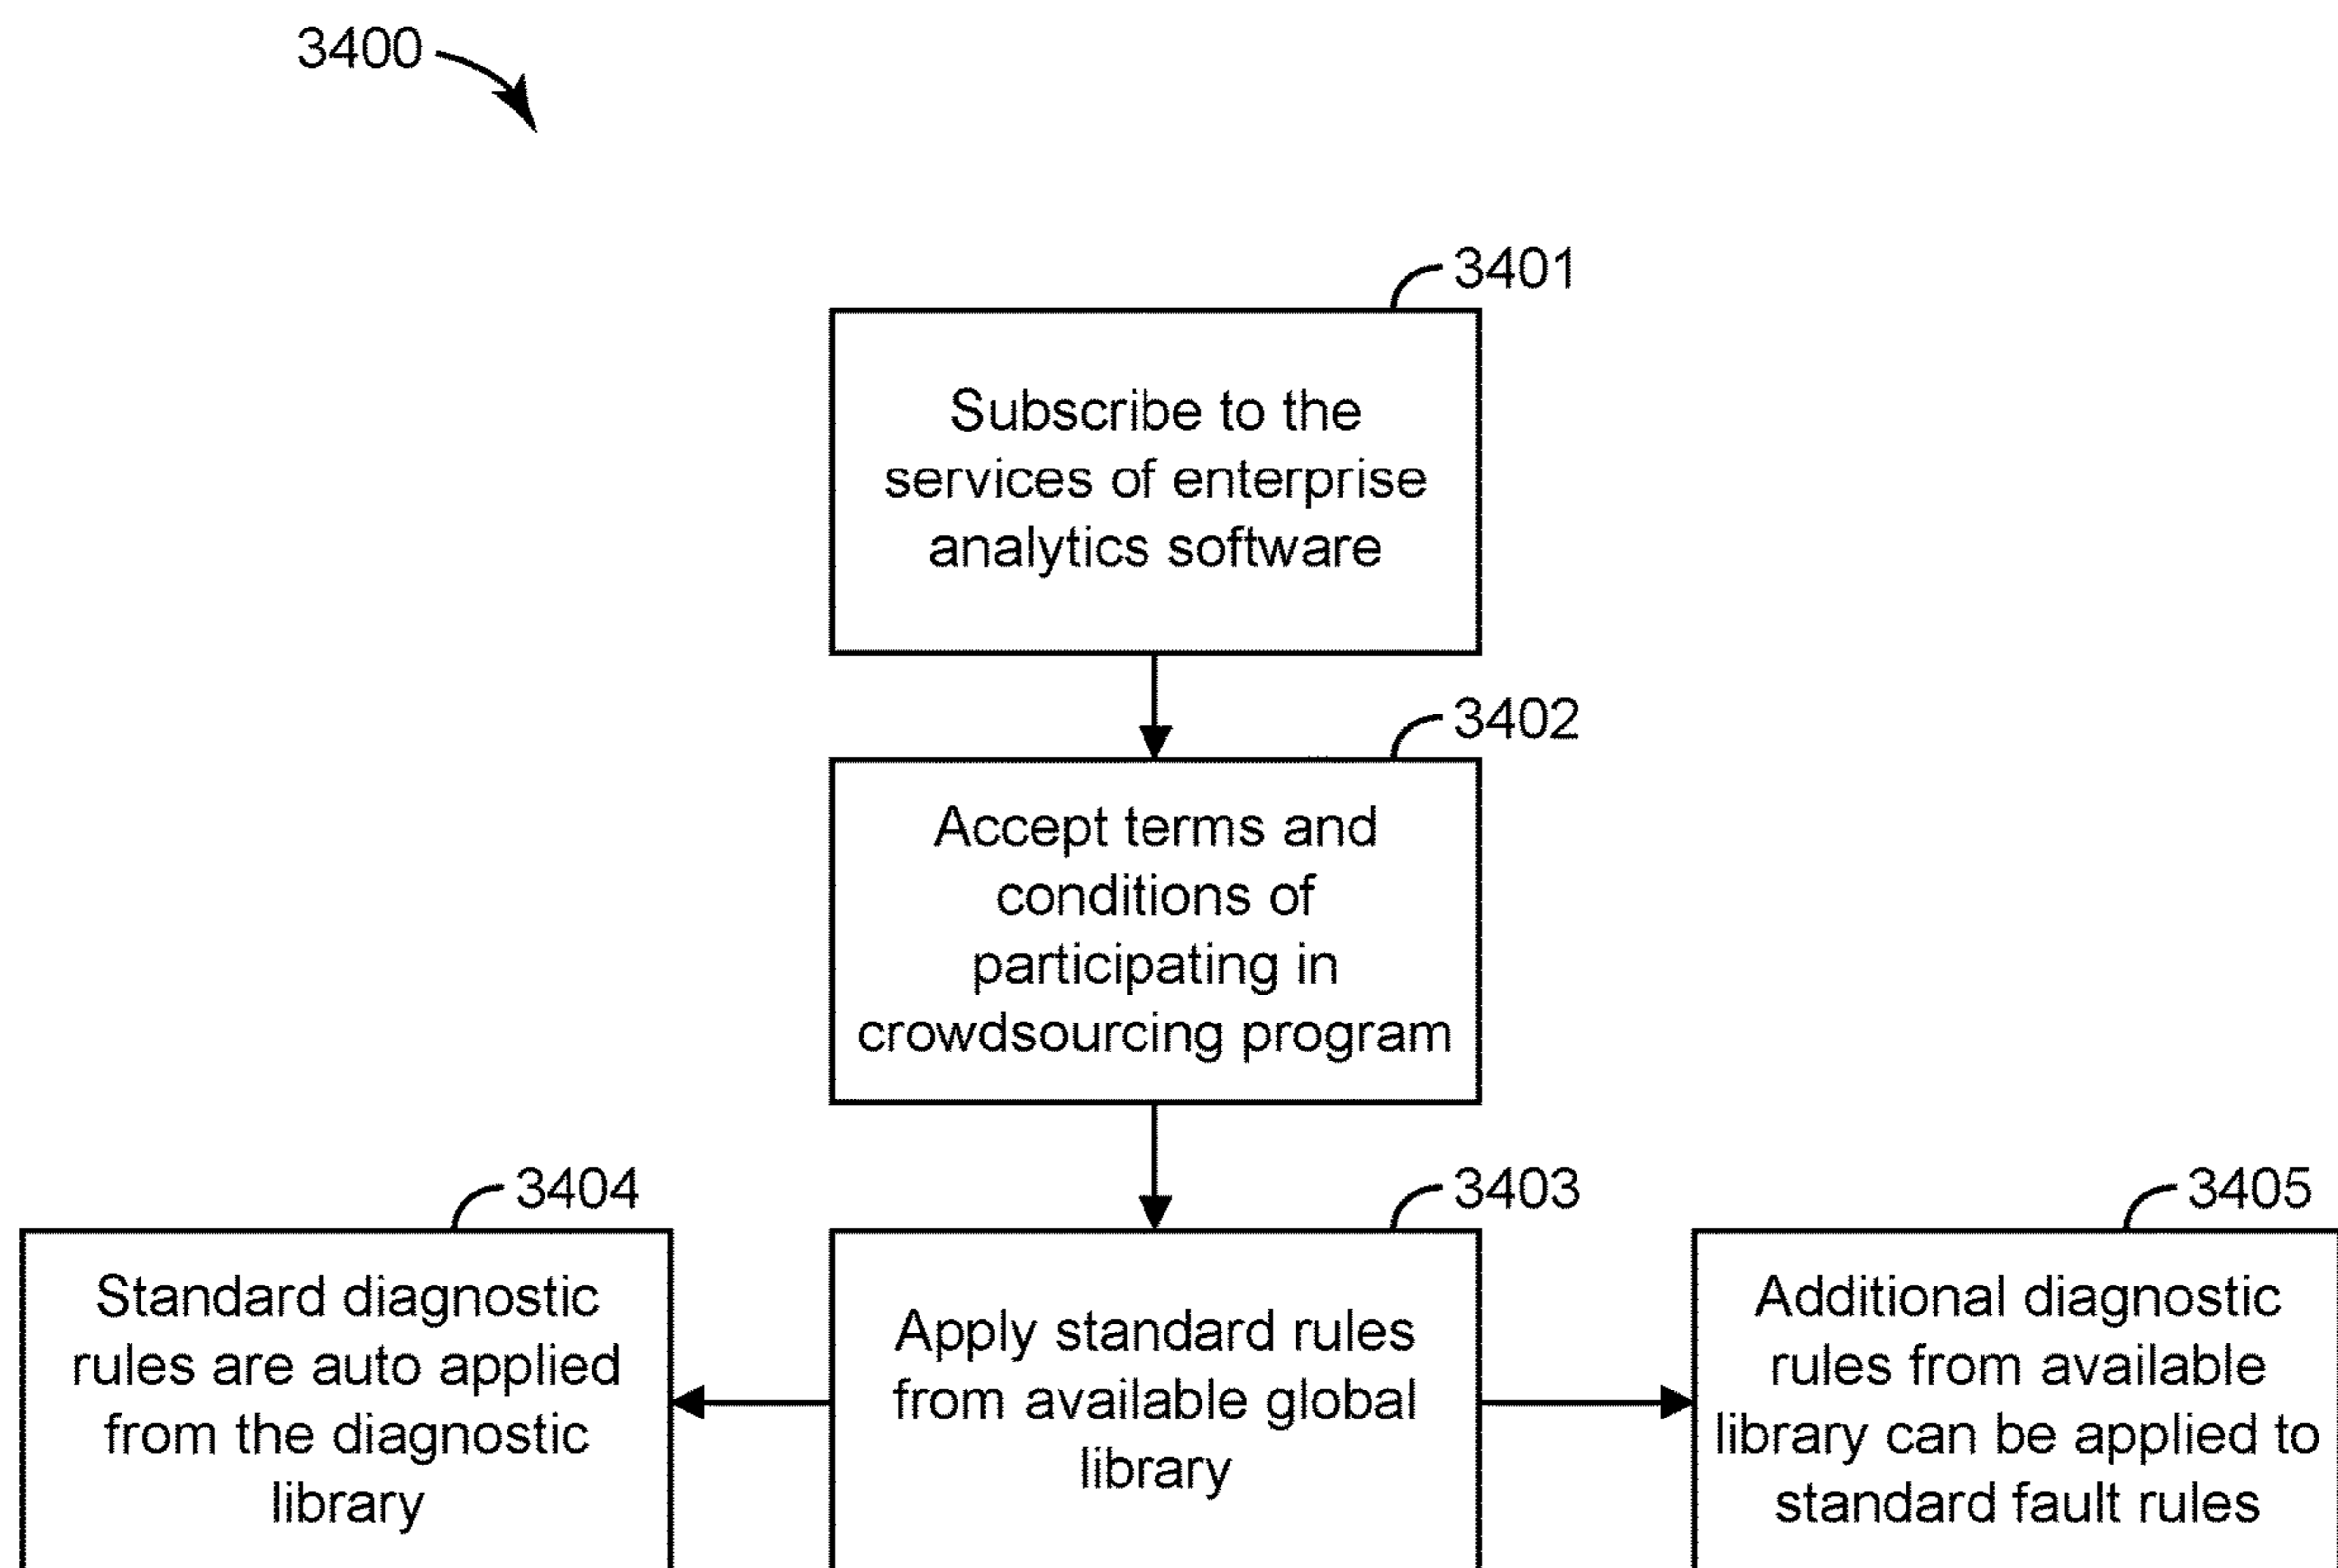 3400
3401
Subscribe to the
services of enterprise
analytics software
3402
Accept terms and
conditions of
participating in
crowdsourcing program
3404
Standard diagnostic
rules are auto applied
from the diagnostic
library
3403
Apply standard rules
from available global
library
3405
Additional diagnostic
rules from available
library can be applied to
standard fault rules